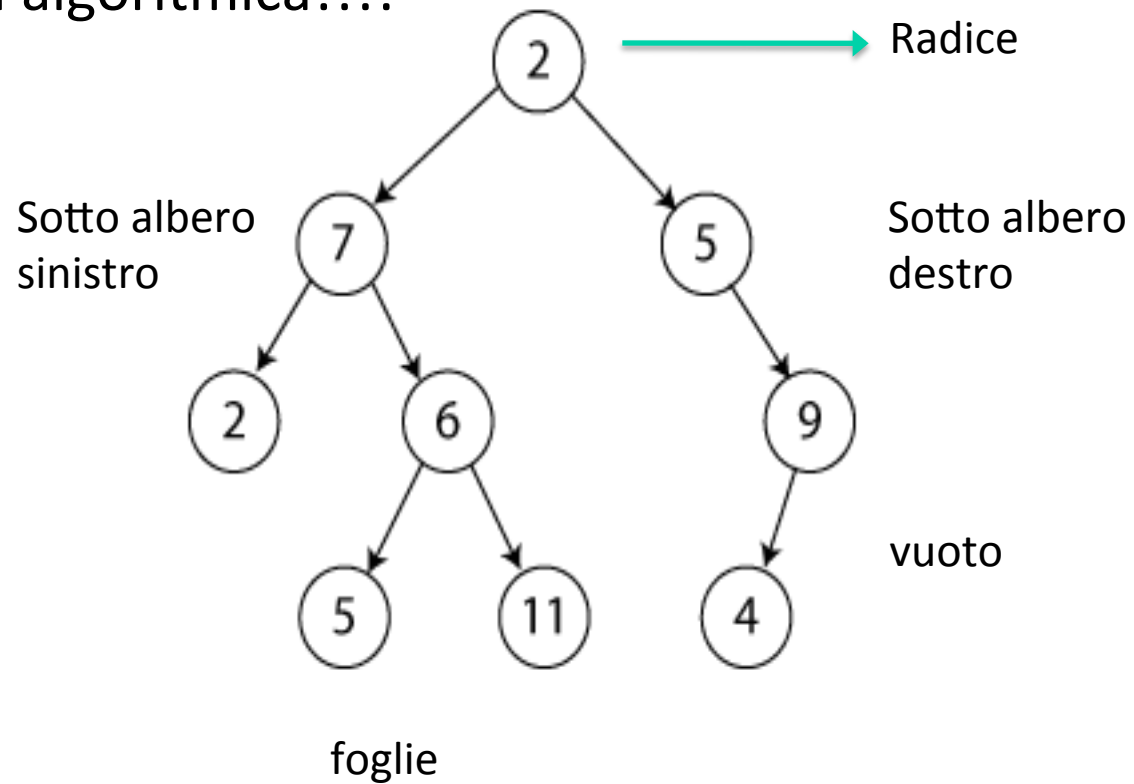 algoritmica....
2
Radice
Sotto albero
sinistro
7
5
Sotto albero
destro
2
6
9
vuoto
5
11
4
foglie